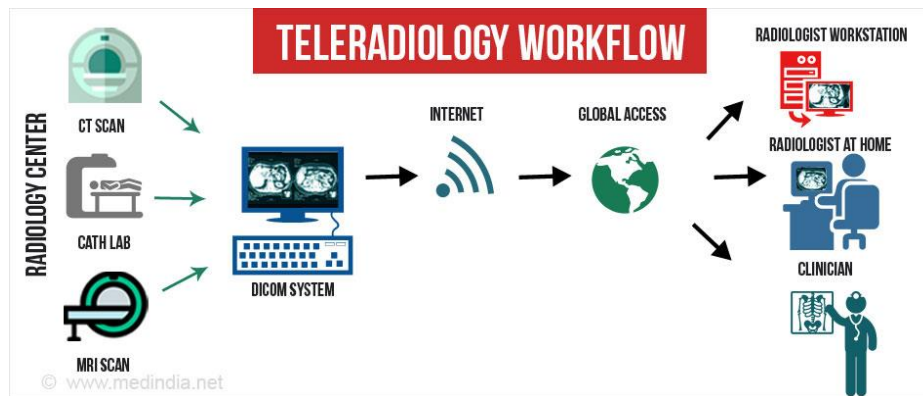 TELERADIOLOGY WORKFLOW
RADIOLOGY CENTER
CT SCAN
CATH LAB
MRI SCAN
DICOM SYSTEM
INTERNET
GLOBAL ACCESS
RADIOLOGIST WORKSTATION
RADIOLOGIST AT HOME
CLINICIAN
© www.medindia.net